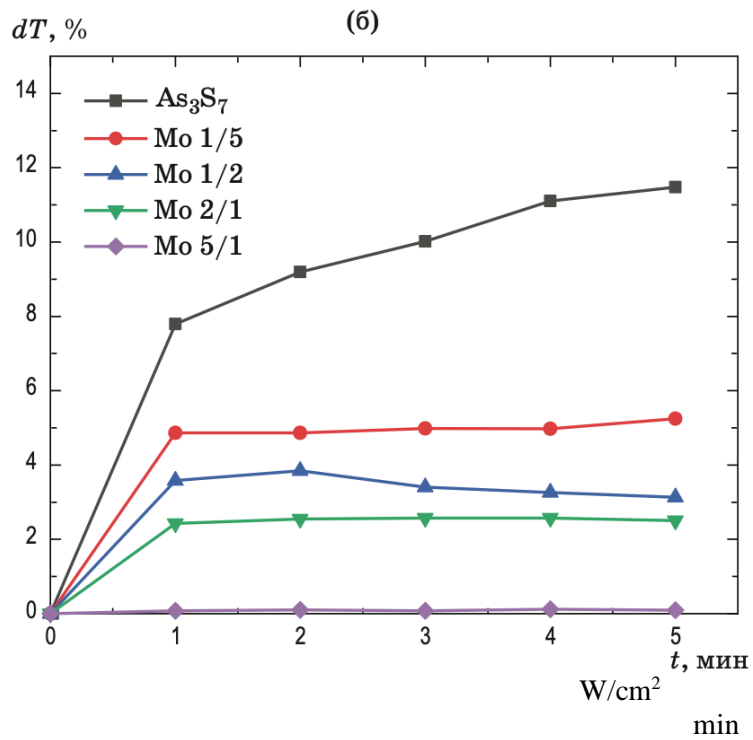 (б)
dT, %
14
12
10
8
6
4
2
0
As₃S₇
Mo 1/5
Mo 1/2
Mo 2/1
Mo 5/1
0 1 2 3 4 5
t, мин
W/cm²
min